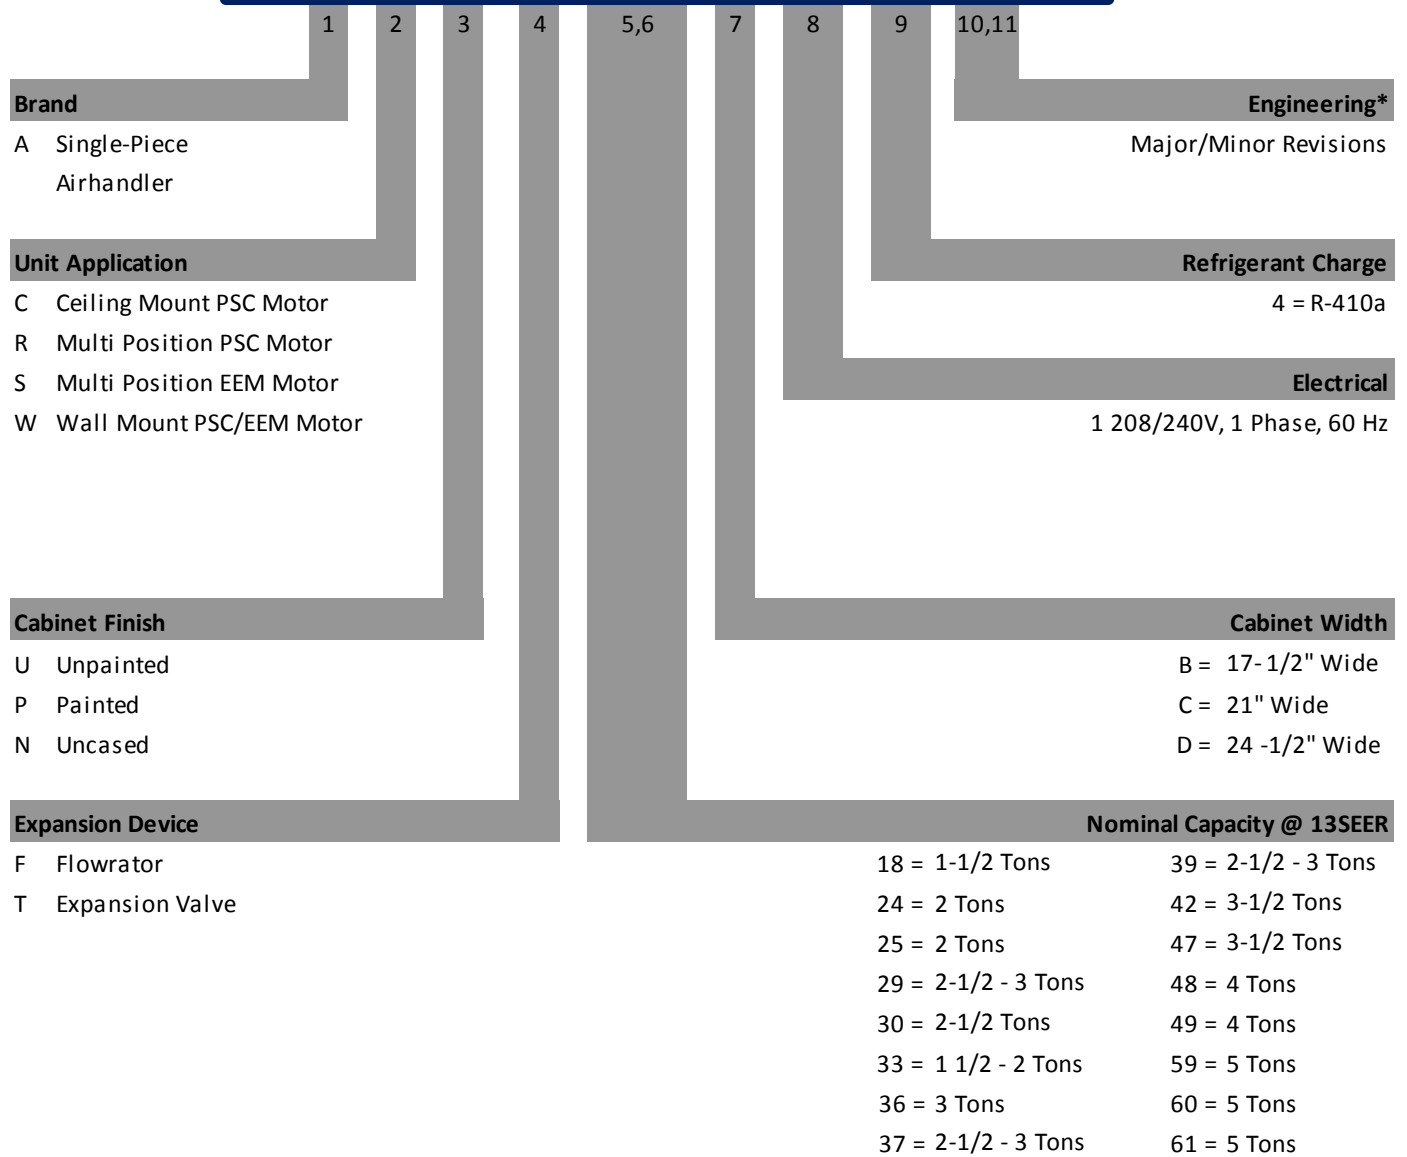 1 2 3 4 5,6 7 8 9 10,11
Brand
A Single-Piece
Airhandler
Engineering*
Major/Minor Revisions
Unit Application
C Ceiling Mount PSC Motor
R Multi Position PSC Motor
S Multi Position EEM Motor
W Wall Mount PSC/EEM Motor
Refrigerant Charge
4 = R-410a
Electrical
1 208/240V, 1 Phase, 60 Hz
Cabinet Finish
U Unpainted
P Painted
N Uncased
Cabinet Width
B = 17-1/2" Wide
C = 21" Wide
D = 24 -1/2" Wide
Expansion Device
F Flowrator
T Expansion Valve
Nominal Capacity @ 13SEER
18 = 1-1/2 Tons 39 = 2-1/2 - 3 Tons
24 = 2 Tons 42 = 3-1/2 Tons
25 = 2 Tons 47 = 3-1/2 Tons
29 = 2-1/2 - 3 Tons 48 = 4 Tons
30 = 2-1/2 Tons 49 = 4 Tons
33 = 1 1/2 - 2 Tons 59 = 5 Tons
36 = 3 Tons 60 = 5 Tons
37 = 2-1/2 - 3 Tons 61 = 5 Tons